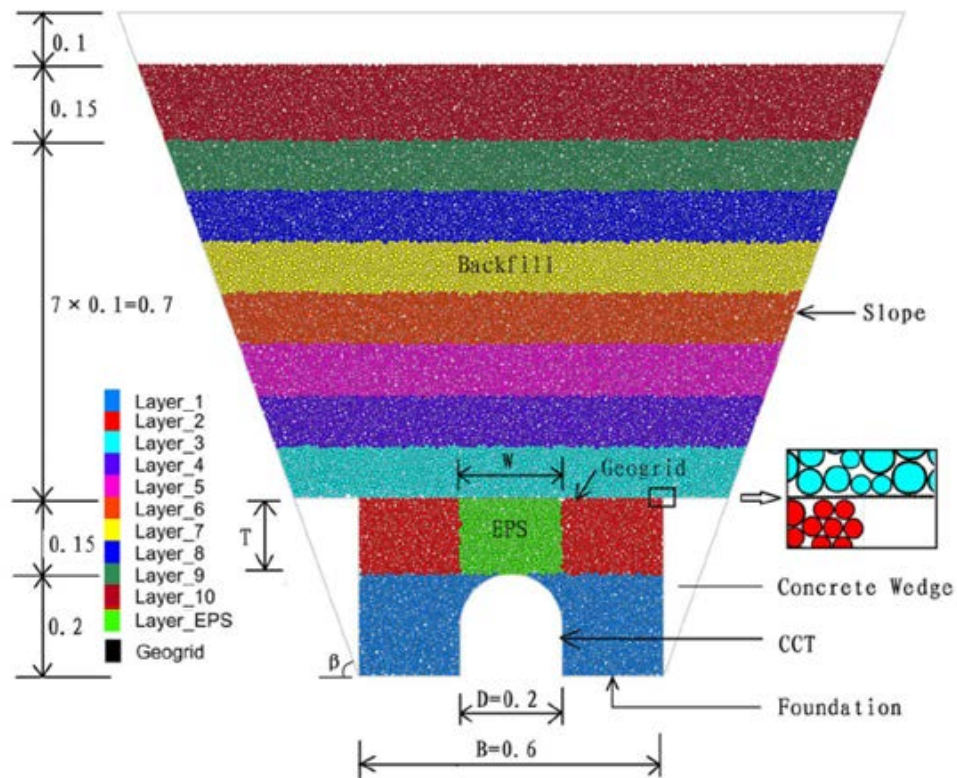 0.1
0.15
7 × 0.1=0.7
Backfill
Slope
Layer_1
Layer_2
Layer_3
Layer_4
Layer_5
Layer_6
Layer_7
Layer_8
Layer_9
Layer_10
Layer_EPS
Geogrid
W
Geogrid
T
EPS
0.15
0.2
Concrete Wedge
CCT
β
D=0.2
Foundation
B=0.6